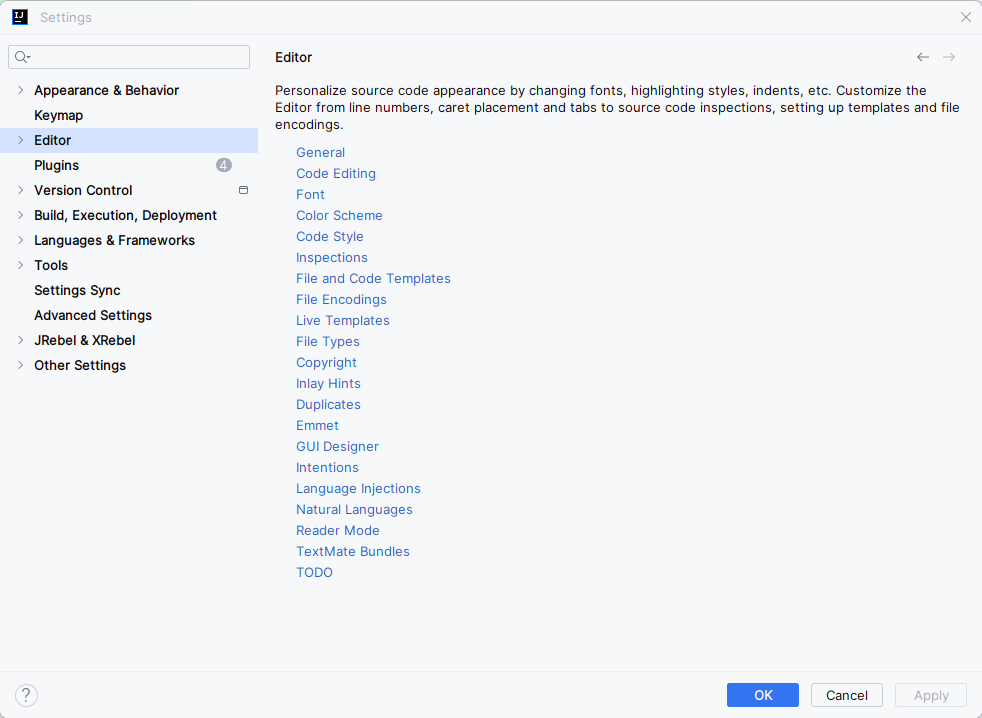 Settings
Editor
Appearance & Behavior
Keymap
Editor
Plugins 4
Version Control
Build, Execution, Deployment
Languages & Frameworks
Tools
Settings Sync
Advanced Settings
JRebel & XRebel
Other Settings
Personalize source code appearance by changing fonts, highlighting styles, indents, etc. Customize the
Editor from line numbers, caret placement and tabs to source code inspections, setting up templates and file
encodings.
General
Code Editing
Font
Color Scheme
Code Style
Inspections
File and Code Templates
File Encodings
Live Templates
File Types
Copyright
Inlay Hints
Duplicates
Emmet
GUI Designer
Intentions
Language Injections
Natural Languages
Reader Mode
TextMate Bundles
TODO
?
OK
Cancel
Apply